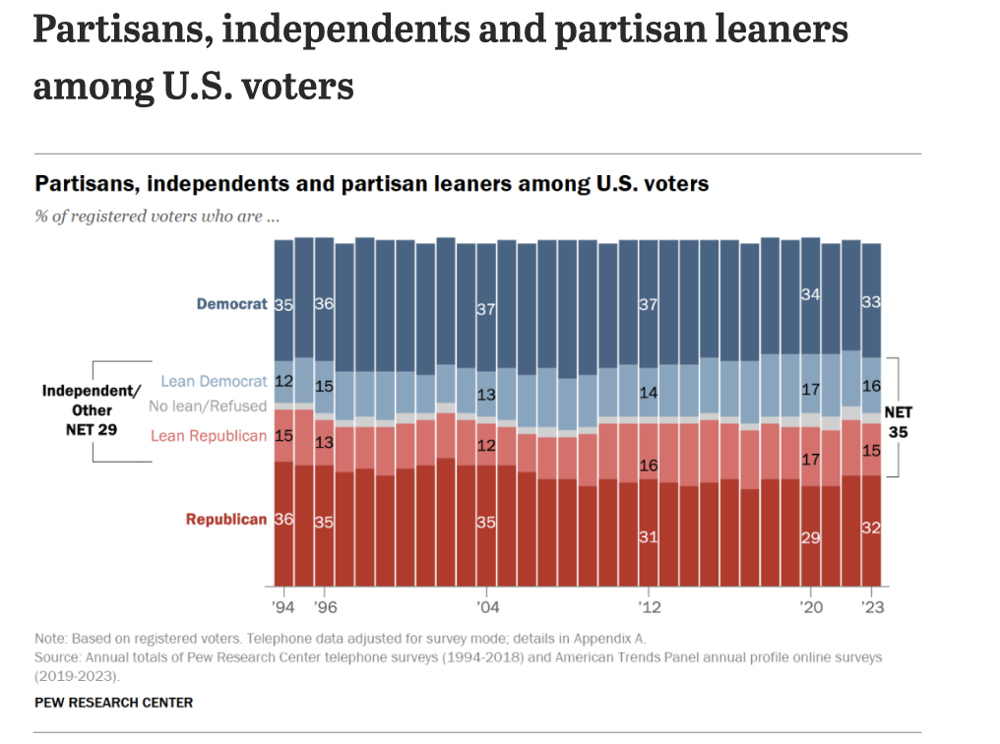 Partisans, independents and partisan leaners
among U.S. voters
Partisans, independents and partisan leaners among U.S. voters
% of registered voters who are ...
Democrat 35 36 37 37 34 33
Lean Democrat 12 15 13 14 17 16
Independent/
Other
NET 29
No lean/Refused
NET
35
Lean Republican 15 13 12 16 17 15
Republican 36 35 35 31 29 32
'94 '96 '04 '12 '20 '23
Note: Based on registered voters. Telephone data adjusted for survey mode; details in Appendix A.
Source: Annual totals of Pew Research Center telephone surveys (1994-2018) and American Trends Panel annual profile online surveys
(2019-2023).
PEW RESEARCH CENTER